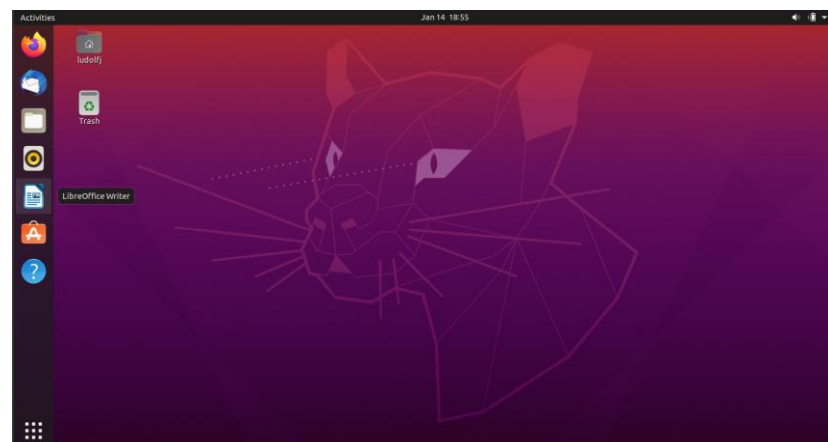 Activities
Jan 14 18:55
ludolfj
Trash
LibreOffice Writer